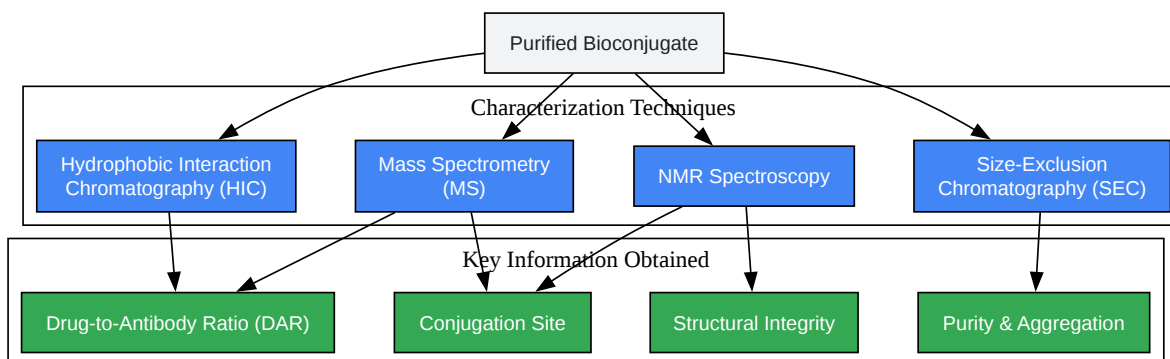 Purified Bioconjugate
Characterization Techniques
Hydrophobic Interaction
Chromatography (HIC)
Mass Spectrometry
(MS)
NMR Spectroscopy
Size-Exclusion
Chromatography (SEC)
Key Information Obtained
Drug-to-Antibody Ratio (DAR)
Conjugation Site
Structural Integrity
Purity & Aggregation